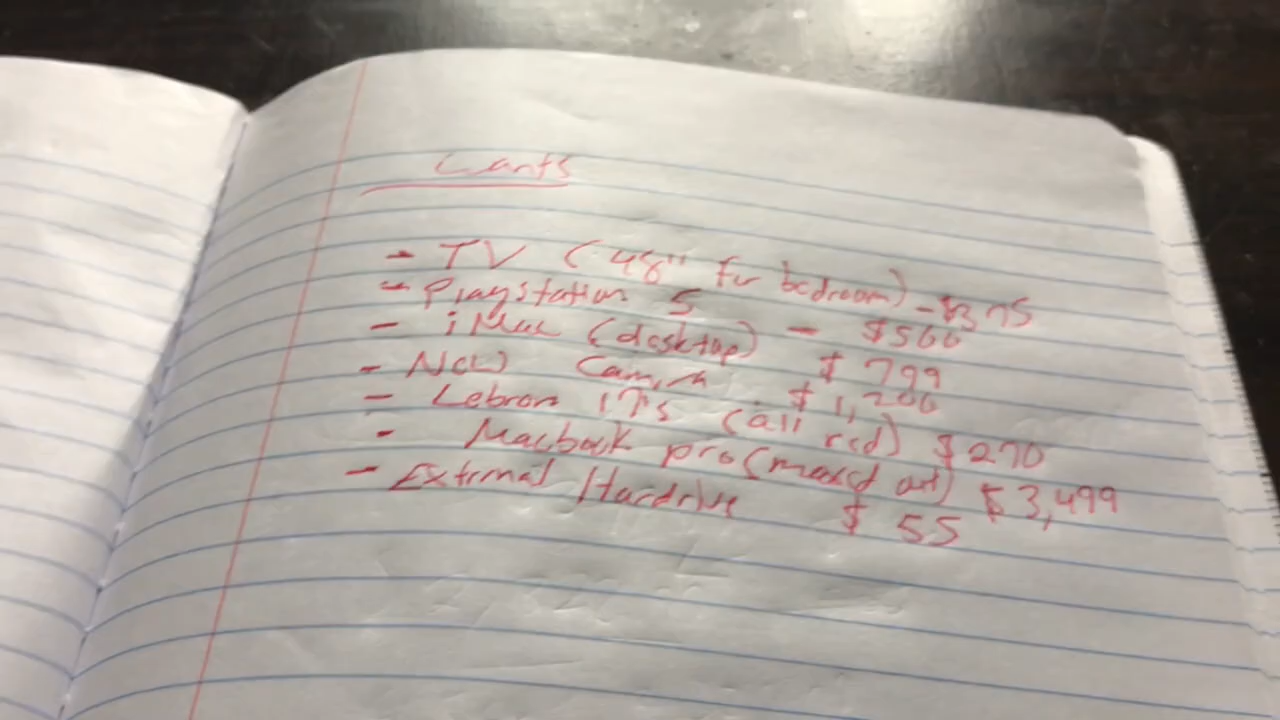 Wants
- TV (48" for bedroom) - $375
- Playstation 5 - $566
- iMac (desktop) $799
- New Camera $1,200
- Lebron 17's (all red) $270
- Macbook pro (maxed out) $3,499
- External Hardrive $55